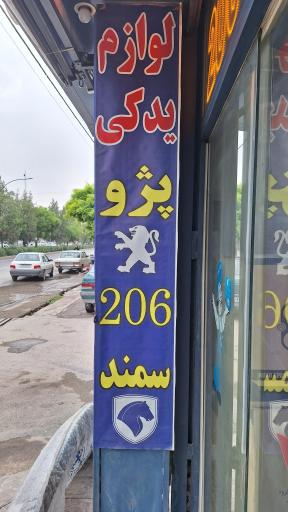 لوازم
یدکی
پژو
206
سمند